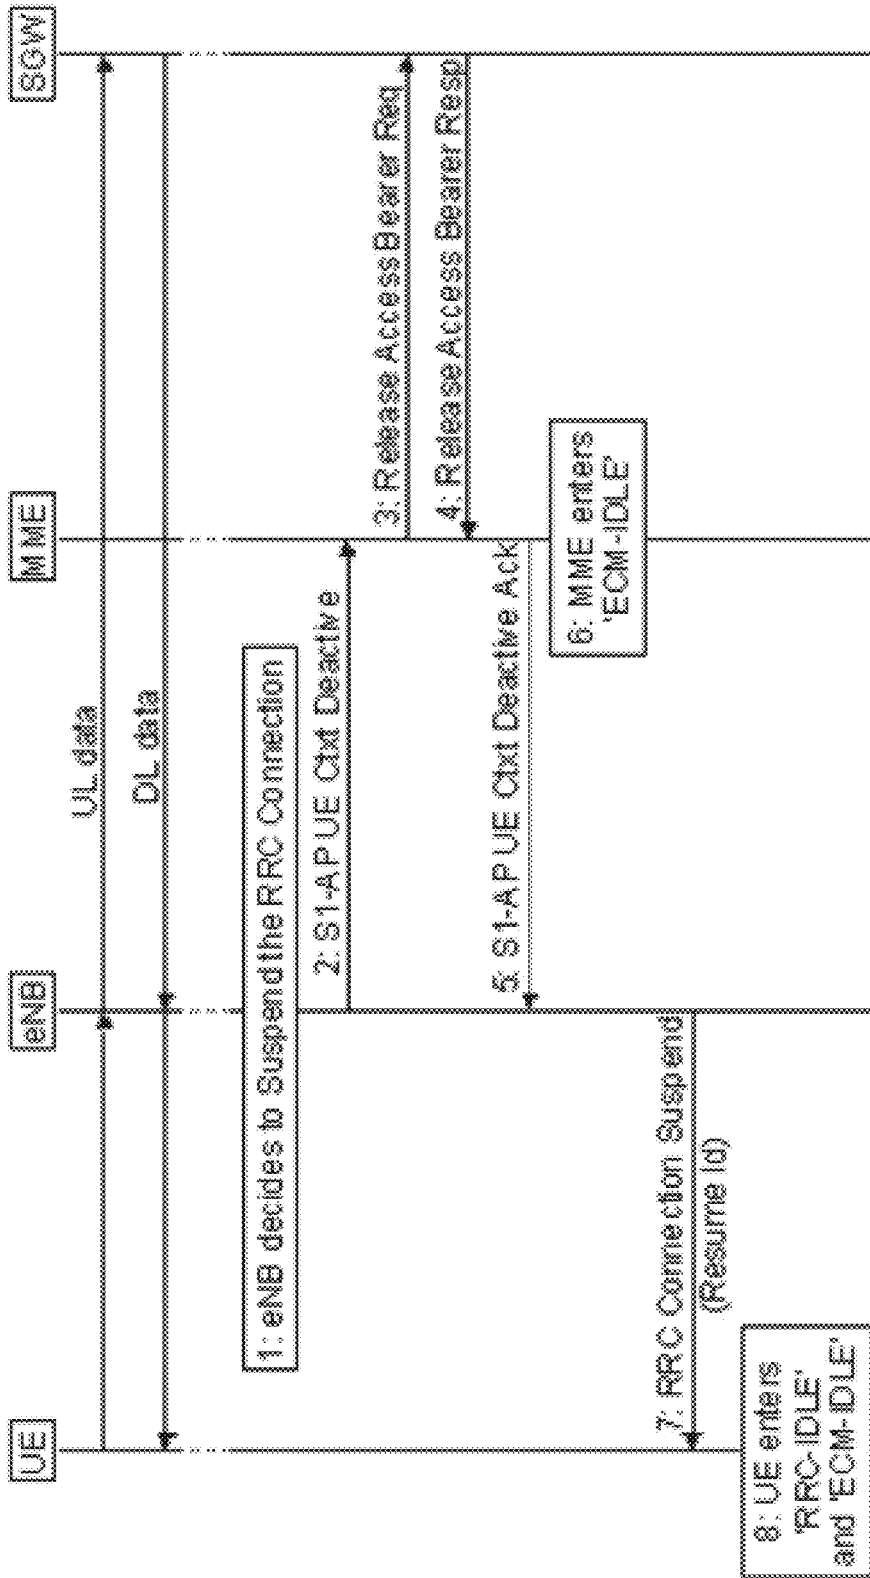 UE
eNB
MME
SGW
UL data
DL data
1: eNB decides to Suspend the RRC Connection
2: S1-AP UE Ctxt Deactive
3: Release Access Bearer Req
4: Release Access Bearer Resp
5: S1-AP UE Ctxt Deactive Ack
6: MME enters
'ECM-IDLE'
7: RRC Connection Suspend
(Resume Id)
8: UE enters
'RRC-IDLE'
and 'ECM-IDLE'